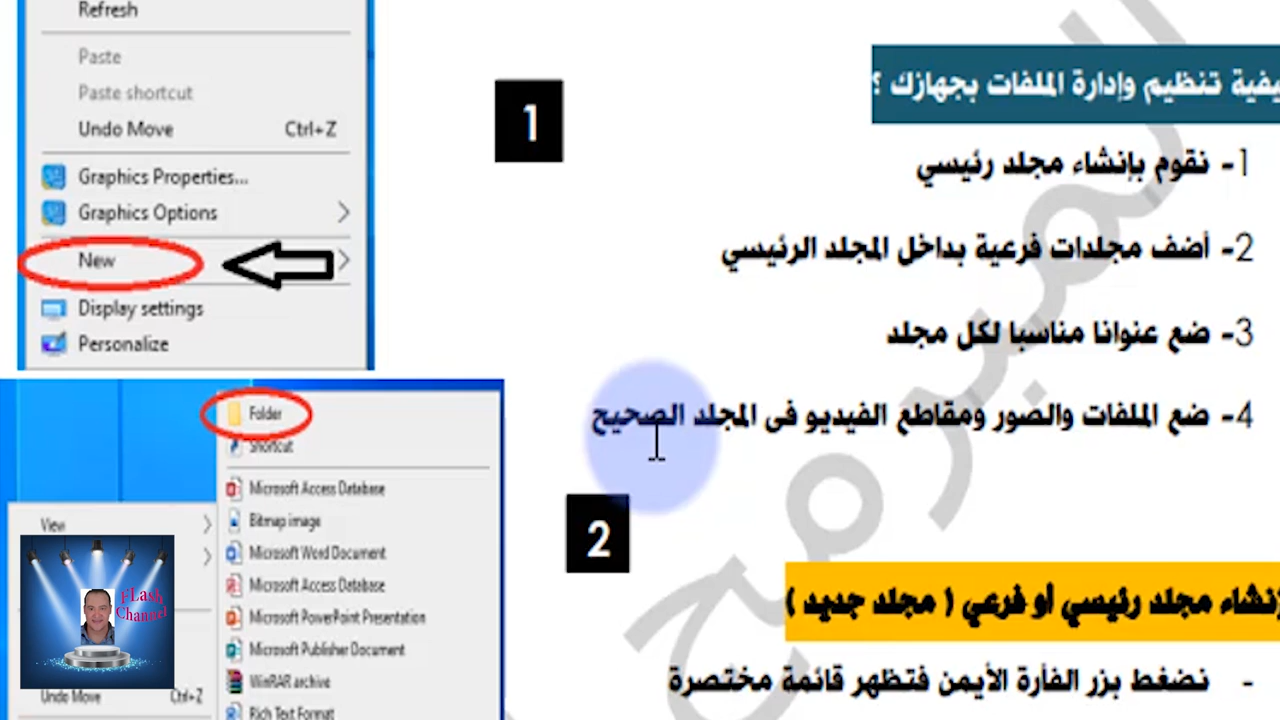 Refresh
Paste
Paste shortcut
Undo Move Ctrl+Z
Graphics Properties...
Graphics Options
New
Display settings
Personalize
1
يفية تنظيم وإدارة الملفات بجهازك ؟
1- نقوم بإنشاء مجلد رئيسي
2- أضف مجلدات فرعية بداخل المجلد الرئيسي
3- ضع عنوانا مناسبا لكل مجلد
4- ضع الملفات والصور ومقاطع الفيديو فى المجلد الصحيح
Folder
Shortcut
Microsoft Access Database
Bitmap image
Microsoft Word Document
Microsoft Access Database
Microsoft PowerPoint Presentation
Microsoft Publisher Document
WinRAR archive
Rich Text Format
View
Undo Move Ctrl+Z
FLash
Channel
2
إنشاء مجلد رئيسي او فرعي ( مجلد جديد )
- نضغط بزر الفأرة الأيمن فتظهر قائمة مختصرة
المبرمج